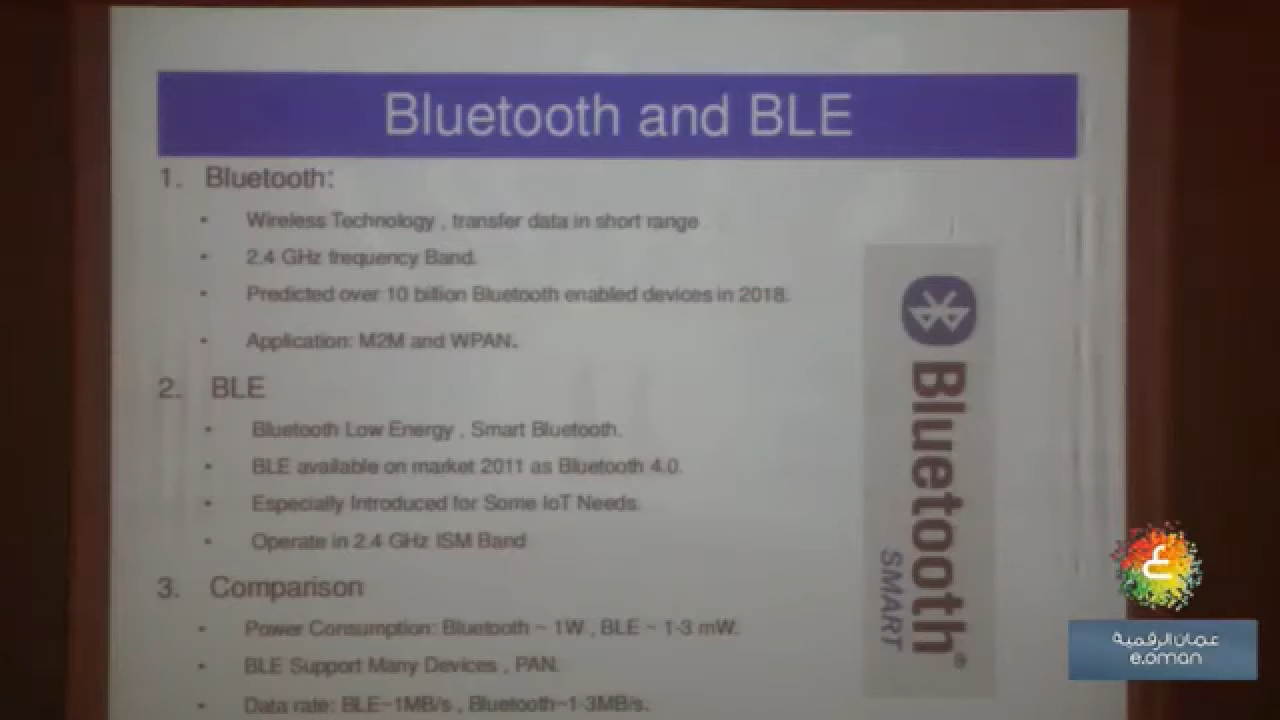 Bluetooth and BLE
1. Bluetooth:
• Wireless Technology , transfer data in short range
• 2.4 GHz frequency Band.
• Predicted over 10 billion Bluetooth enabled devices in 2018.
• Application: M2M and WPAN.
2. BLE
• Bluetooth Low Energy , Smart Bluetooth.
• BLE available on market 2011 as Bluetooth 4.0.
• Especially Introduced for Some IoT Needs.
• Operate in 2.4 GHz ISM Band
3. Comparison
• Power Consumption: Bluetooth ~ 1W , BLE ~ 1-3 mW.
• BLE Support Many Devices , PAN.
• Data rate: BLE~1MB/s , Bluetooth~1-3MB/s.
Bluetooth®
SMART
ع
عمان الرقمية
e.oman